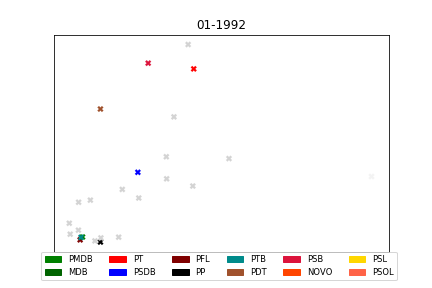 01-1992
PMDB PT PFL PTB PSB PSL
MDB PSDB PP PDT NOVO PSOL